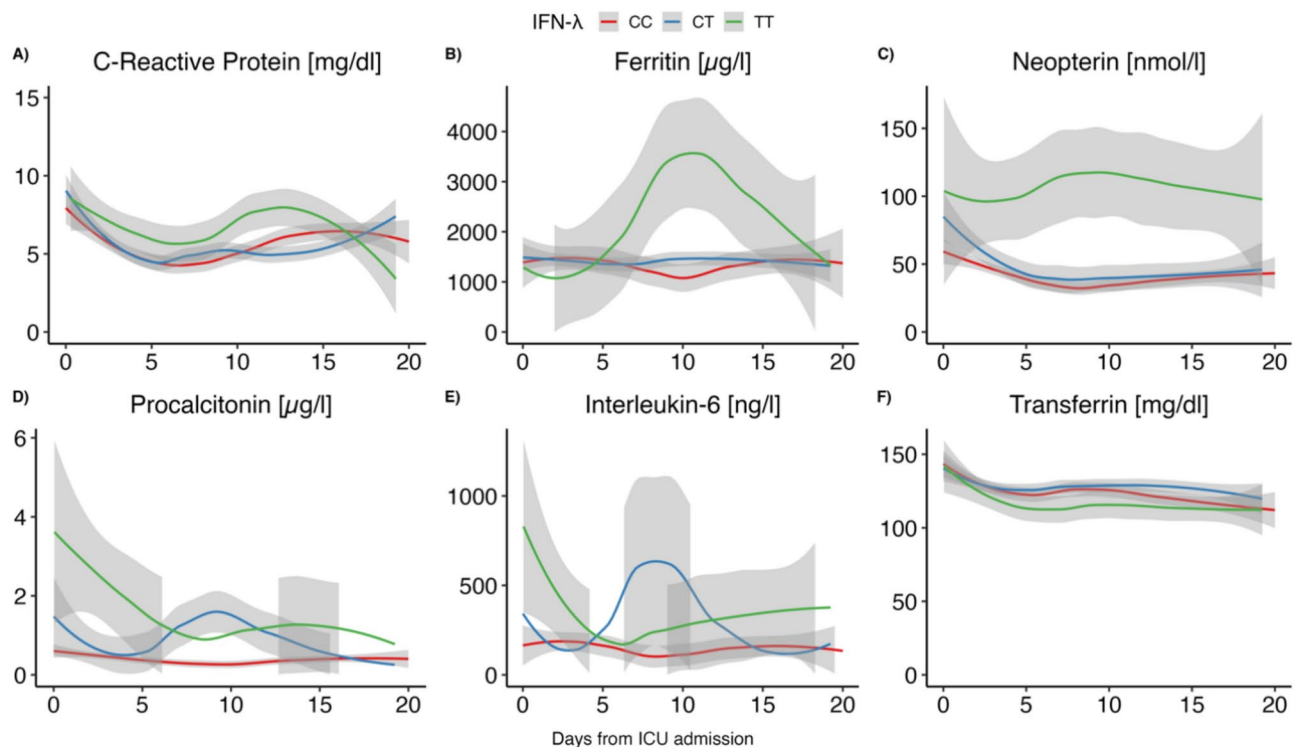 IFN-λ CC CT TT
A) C-Reactive Protein [mg/dl]
15
10
5
0
0 5 10 15 20
B) Ferritin [µg/l]
4000
3000
2000
1000
0
0 5 10 15 20
C) Neopterin [nmol/l]
150
100
50
0
0 5 10 15 20
D) Procalcitonin [µg/l]
6
4
2
0
0 5 10 15 20
E) Interleukin-6 [ng/l]
1000
500
0
0 5 10 15 20
F) Transferrin [mg/dl]
150
100
50
0
0 5 10 15 20
Days from ICU admission